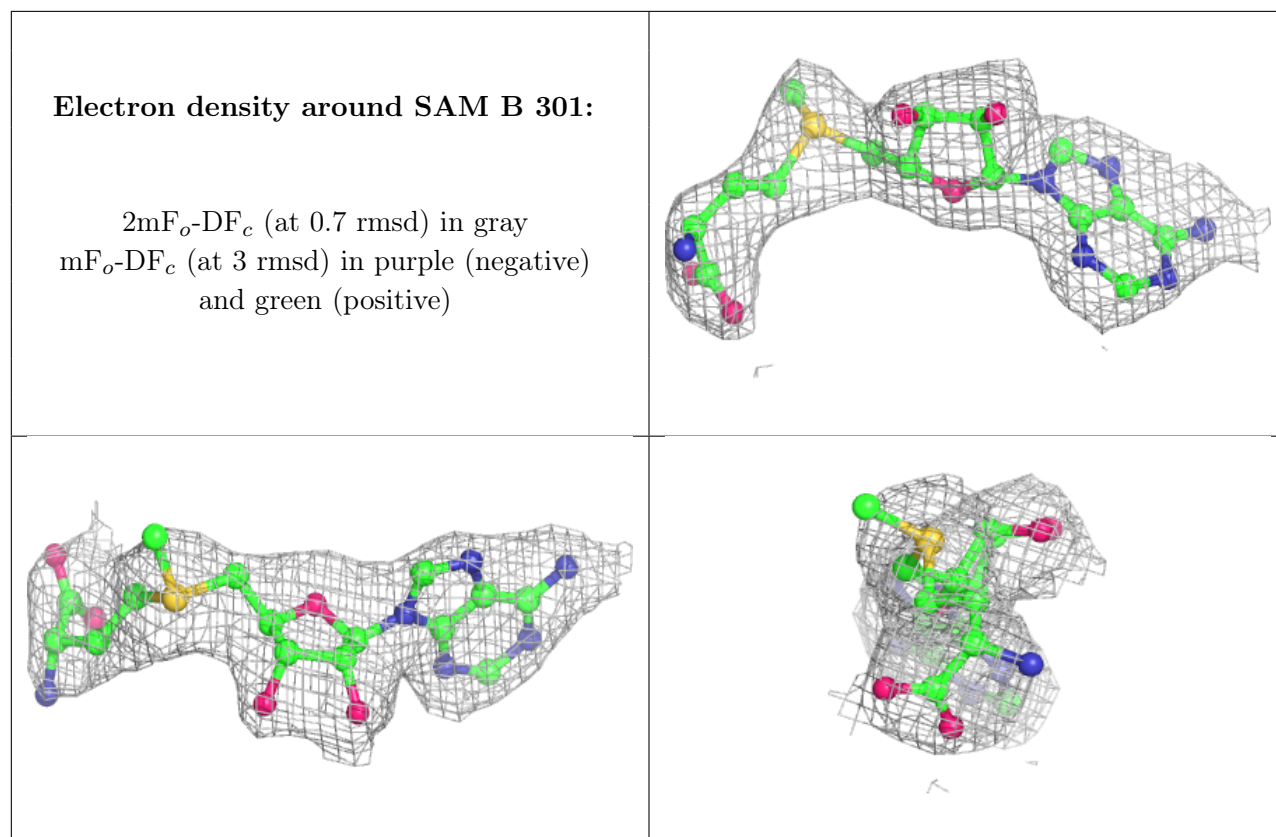 Electron density around SAM B 301:
2mFo-DFc (at 0.7 rmsd) in gray
mFo-DFc (at 3 rmsd) in purple (negative)
and green (positive)